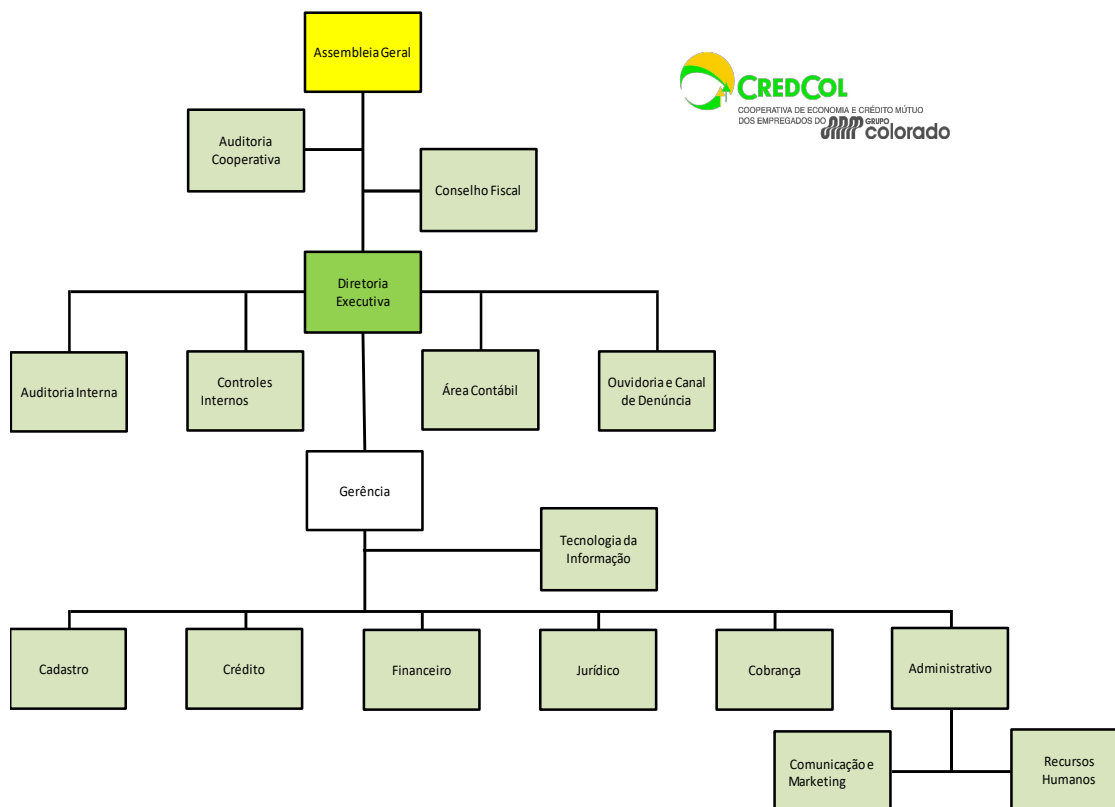 Assembleia Geral
CREDCOL
COOPERATIVA DE ECONOMIA E CRÉDITO MÚTUO
DOS EMPREGADOS DO GRUPO
colorado
Auditoria
Cooperativa
Conselho Fiscal
Diretoria
Executiva
Auditoria Interna
Controles
Internos
Área Contábil
Ouvidoria e Canal
de Denúncia
Gerência
Tecnologia da
Informação
Cadastro
Crédito
Financeiro
Jurídico
Cobrança
Administrativo
Comunicação e
Marketing
Recursos
Humanos